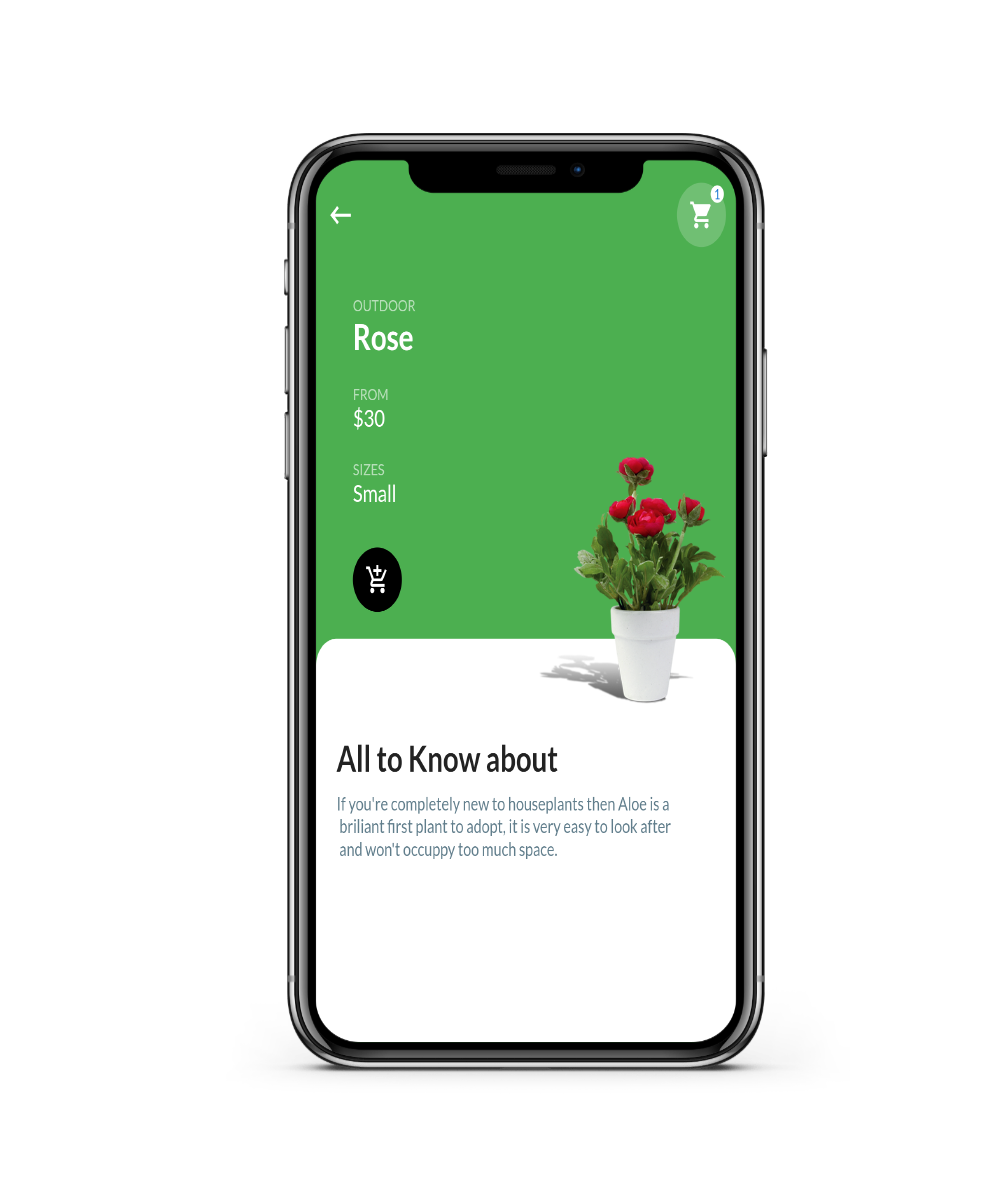 1
OUTDOOR
Rose
FROM
$30
SIZES
Small
All to Know about
If you're completely new to houseplants then Aloe is a
briliant first plant to adopt, it is very easy to look after
and won't occuppy too much space.